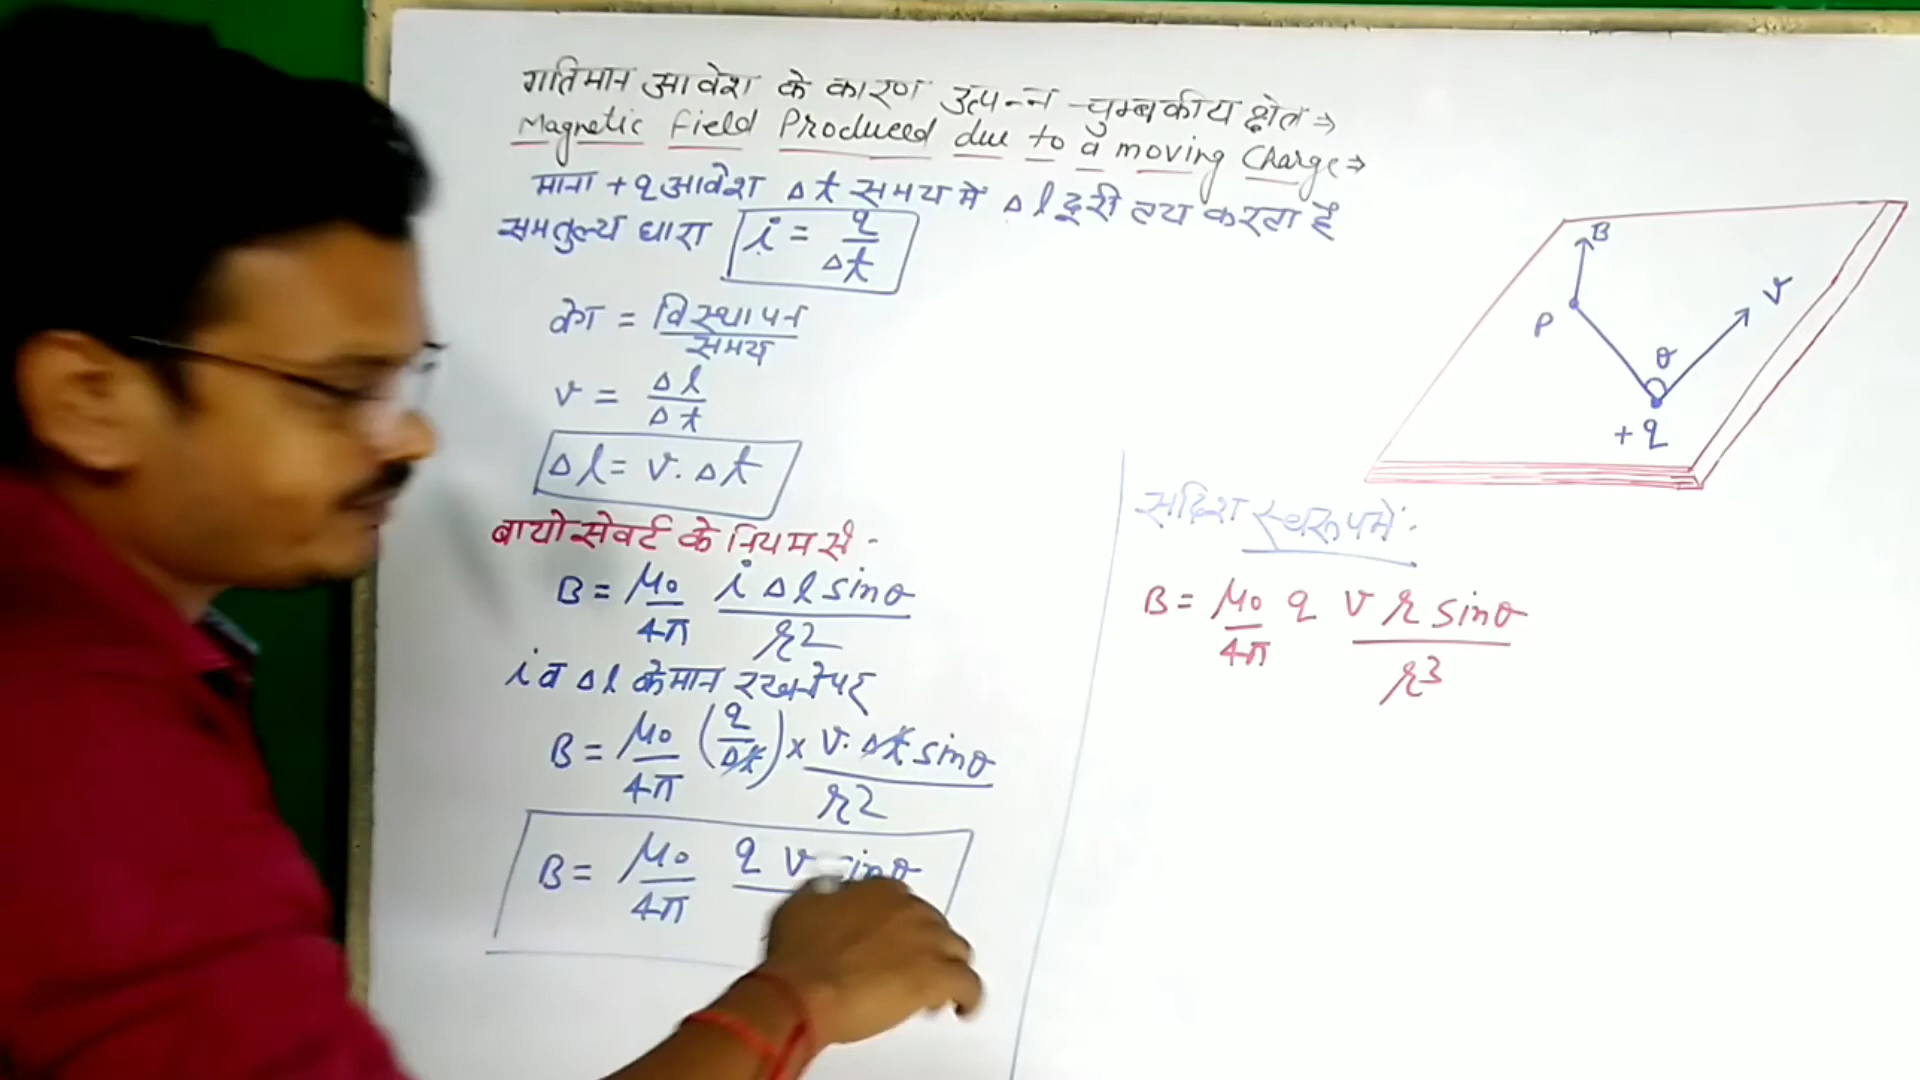 गतिमान आवेश के कारण उत्पन्न चुम्बकीय क्षेत्र ⇒
Magnetic field Produced due to a moving Charge ⇒
माना +q आवेश Δt समय में Δl दूरी तय करता है
समतुल्य धारा i = q/Δt
वेग = विस्थापन/समय
v = Δl/Δt
Δl = v.Δt
बायो सेवर्ट के नियम से :-
B = μ0/4π i Δl sinθ/r2
i व Δl के मान रखने पर
B = μ0/4π (q/Δt) × v.Δt sinθ/r2
B = μ0/4π q v sinθ
सदिश स्वरूप में :-
B = μ0/4π q v r sinθ/r3
B
P
θ
v
+q